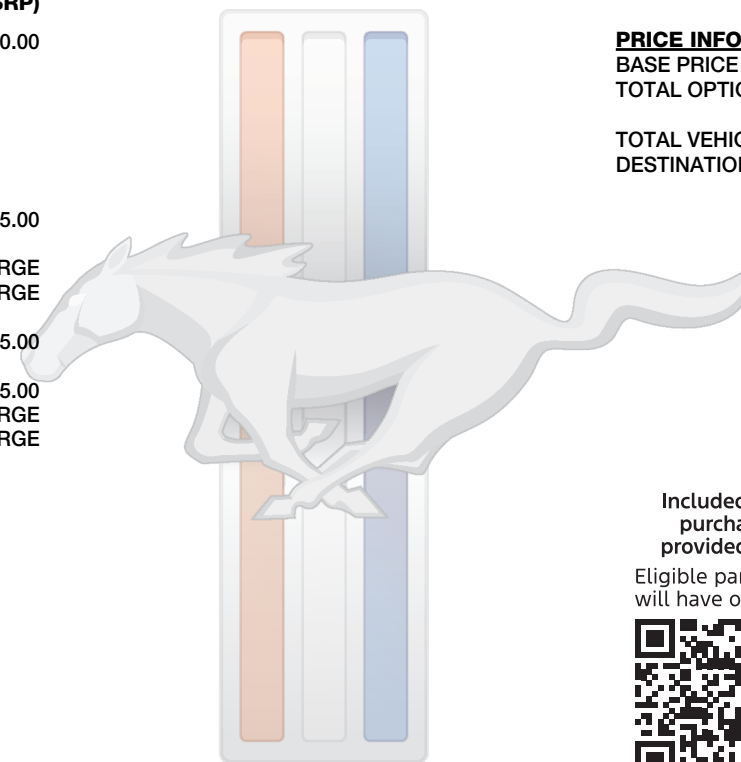 SRP)
0.00
5.00
RGE
RGE
5.00
5.00
RGE
RGE
PRICE INFO
BASE PRICE
TOTAL OPTIO
TOTAL VEHIC
DESTINATION
Included
purcha
provided
Eligible par
will have o